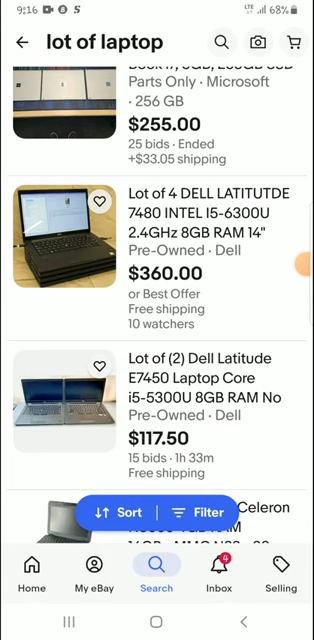 9:16
LTE
68%
lot of laptop
Parts Only · Microsoft
· 256 GB
$255.00
25 bids · Ended
+$33.05 shipping
Lot of 4 DELL LATITUTDE
7480 INTEL I5-6300U
2.4GHz 8GB RAM 14"
Pre-Owned · Dell
$360.00
or Best Offer
Free shipping
10 watchers
Lot of (2) Dell Latitude
E7450 Laptop Core
i5-5300U 8GB RAM No
Pre-Owned · Dell
$117.50
15 bids · 1h 33m
Free shipping
Celeron
Sort
Filter
4
Home
My eBay
Search
Inbox
Selling